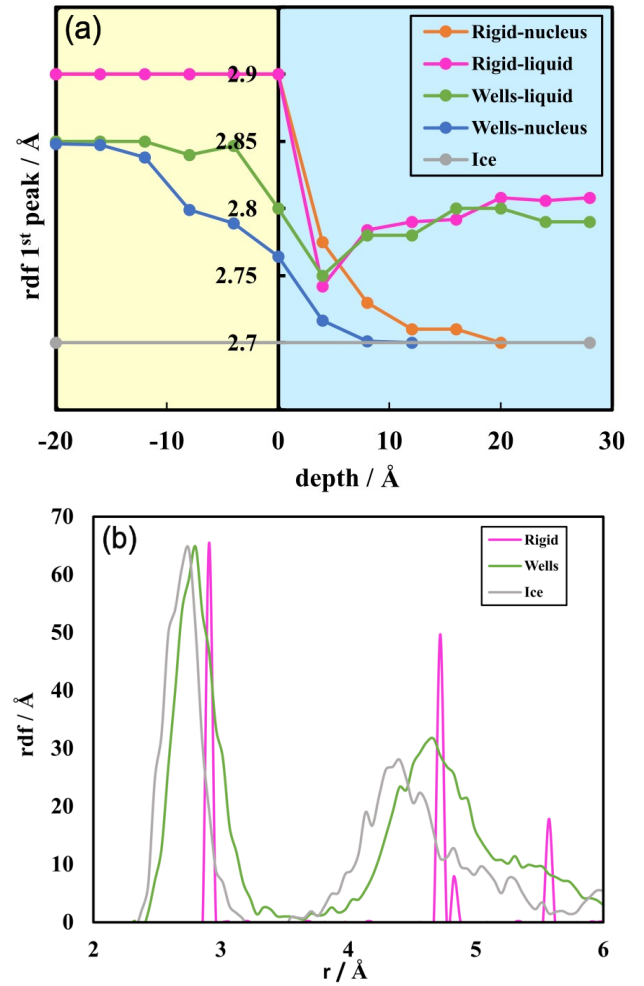 (a)
Rigid-nucleus
Rigid-liquid
Wells-liquid
Wells-nucleus
Ice
rdf 1st peak / Å
2.9
2.85
2.8
2.75
2.7
-20 -10 0 10 20 30
depth / Å
(b)
Rigid
Wells
Ice
rdf / Å
70
60
50
40
30
20
10
0
2 3 4 5 6
r / Å